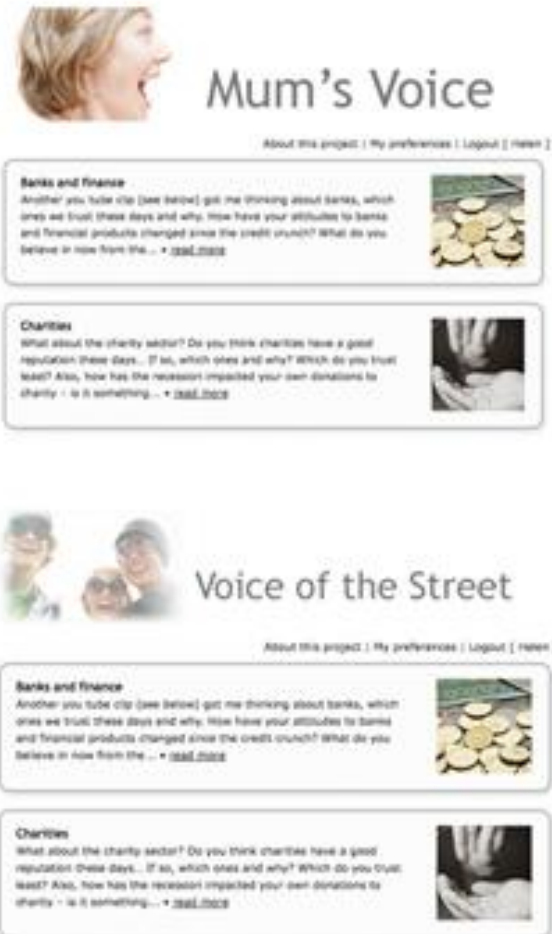 Mum's Voice
About this project | My preferences | Logout [ Helen ]
Banks and finance
Another you tube clip (see below) got me thinking about banks, which
ones we trust these days and why. How have your attitudes to banks
and financial products changed since the credit crunch? What do you
believe in now from the... • read more
Charities
What about the charity sector? Do you think charities have a good
reputation these days.. If so, which ones and why? Which do you trust
least? Also, how has the recession impacted your own donations to
charity - is it something... • read more
Voice of the Street
About this project | My preferences | Logout [ Helen
Banks and finance
Another you tube clip (see below) got me thinking about banks, which
ones we trust these days and why. How have your attitudes to banks
and financial products changed since the credit crunch? What do you
believe in now from the... • read more
Charities
What about the charity sector? Do you think charities have a good
reputation these days.. If so, which ones and why? Which do you trust
least? Also, how has the recession impacted your own donations to
charity - is it something... • read more